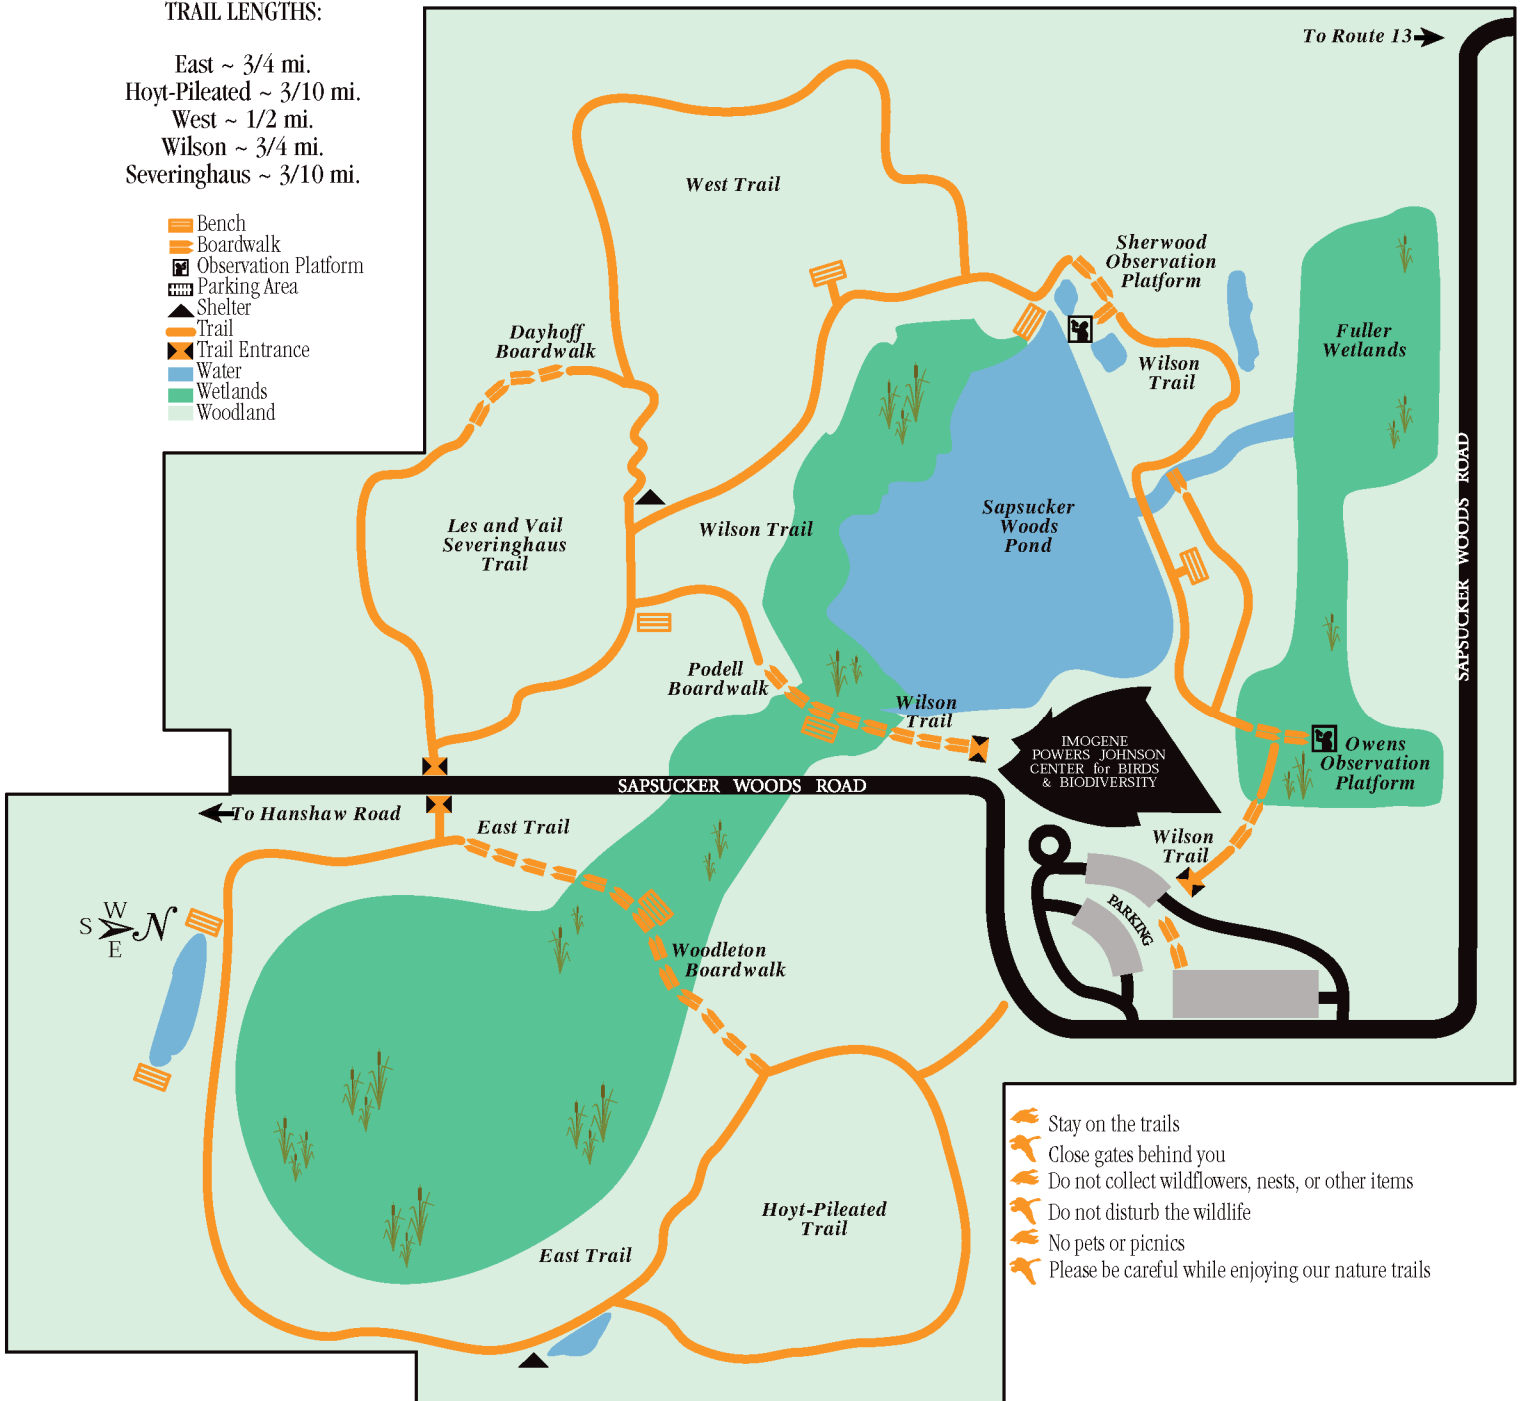 TRAIL LENGTHS:
East ~ 3/4 mi.
Hoyt-Pileated ~ 3/10 mi.
West ~ 1/2 mi.
Wilson ~ 3/4 mi.
Severinghaus ~ 3/10 mi.
Bench
Boardwalk
Observation Platform
Parking Area
Shelter
Trail
Trail Entrance
Water
Wetlands
Woodland
To Route 13
West Trail
Sherwood
Observation
Platform
Dayhoff
Boardwalk
Fuller
Wetlands
Wilson
Trail
Les and Vail
Severinghaus
Trail
Wilson Trail
Sapsucker
Woods
Pond
SAPSUCKER WOODS ROAD
Podell
Boardwalk
Wilson
Trail
IMOGENE
POWERS JOHNSON
CENTER for BIRDS
& BIODIVERSITY
Owens
Observation
Platform
SAPSUCKER WOODS ROAD
To Hanshaw Road
East Trail
Wilson
Trail
PARKING
S W N
E
Woodleton
Boardwalk
Hoyt-Pileated
Trail
East Trail
Stay on the trails
Close gates behind you
Do not collect wildflowers, nests, or other items
Do not disturb the wildlife
No pets or picnics
Please be careful while enjoying our nature trails